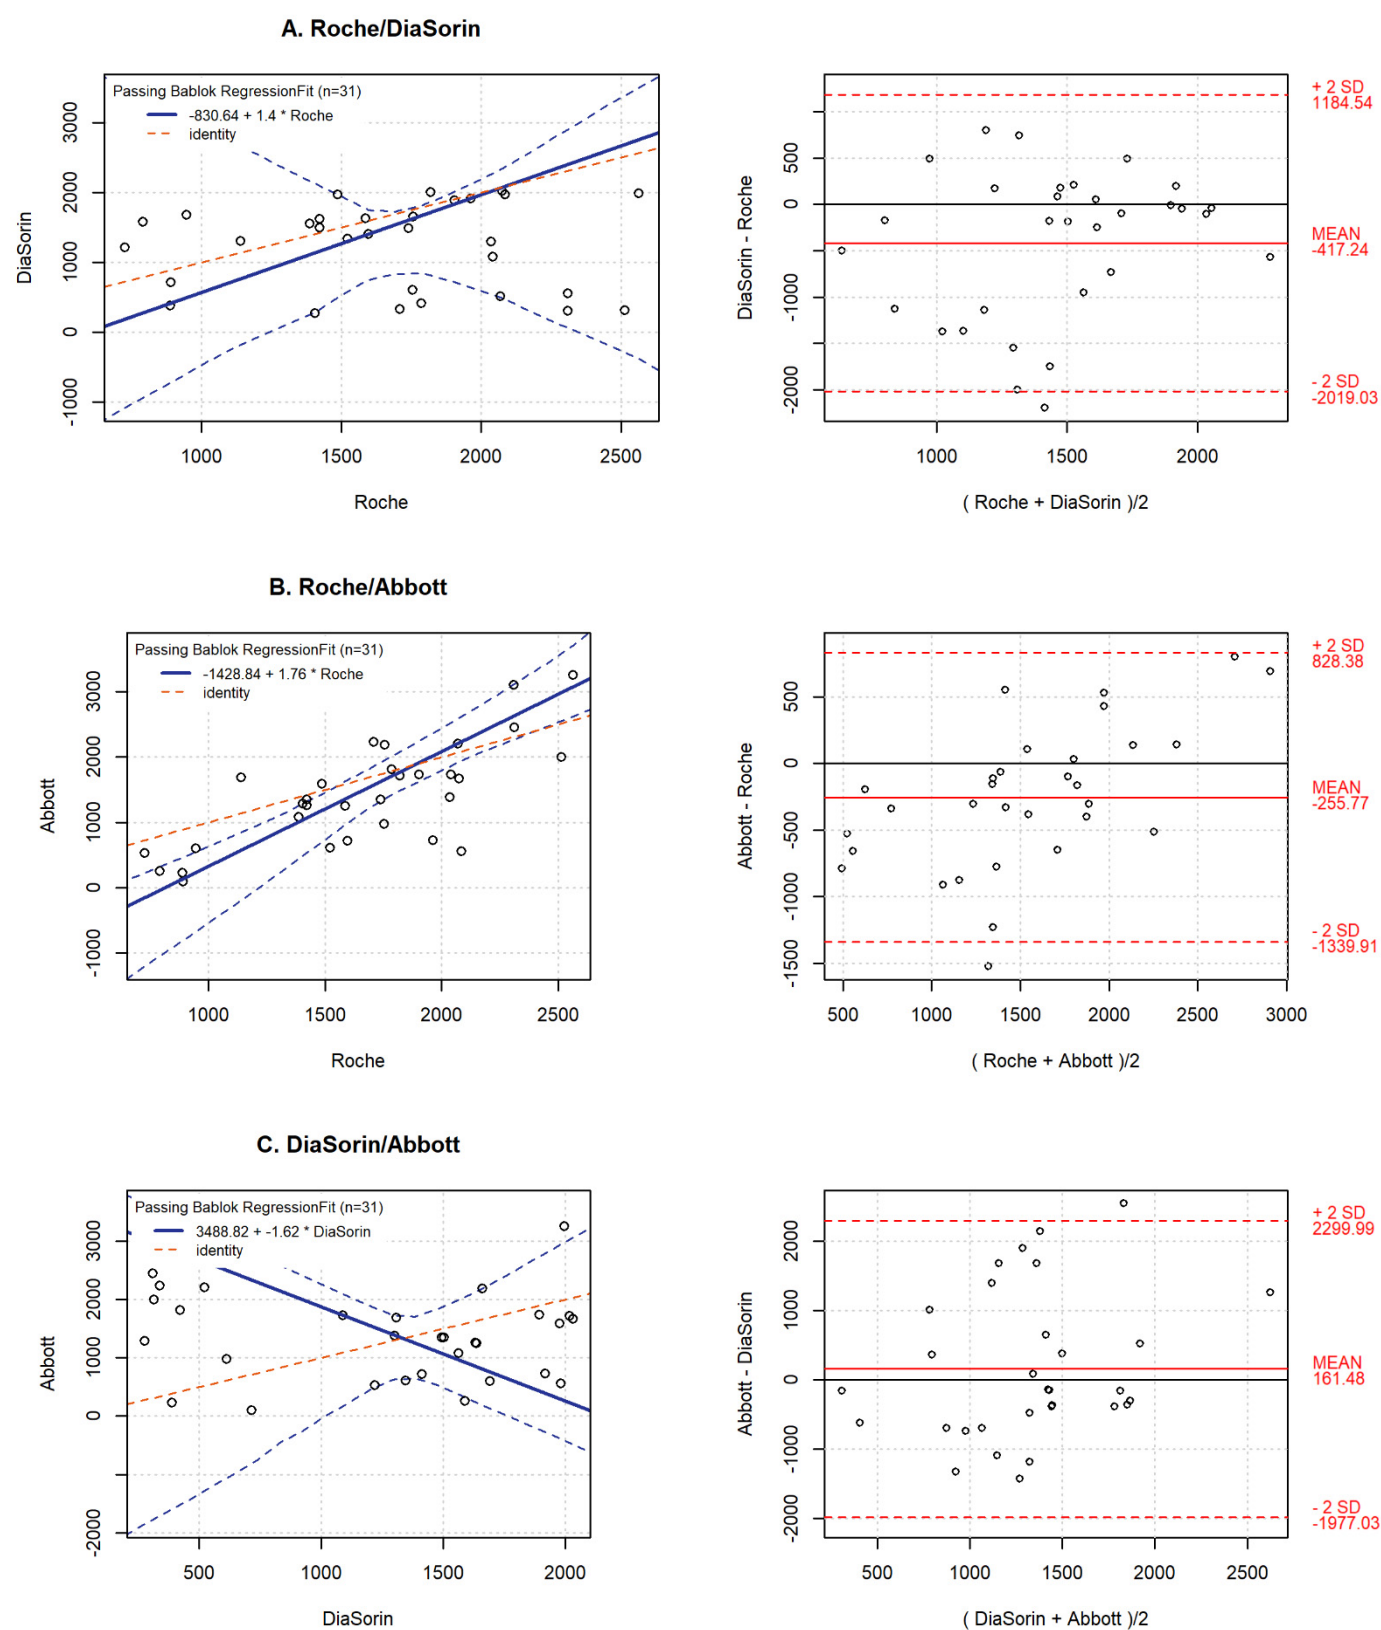 A. Roche/DiaSorin
Passing Bablok RegressionFit (n=31)
-830.64 + 1.4 * Roche
identity
DiaSorin
3000
2000
1000
0
-1000
1000 1500 2000 2500
Roche
DiaSorin - Roche
500
0
-1000
-2000
1000 1500 2000
( Roche + DiaSorin )/2
+ 2 SD
1184.54
MEAN
-417.24
- 2 SD
-2019.03
B. Roche/Abbott
Passing Bablok RegressionFit (n=31)
-1428.84 + 1.76 * Roche
identity
Abbott
3000
2000
1000
0
-1000
1000 1500 2000 2500
Roche
Abbott - Roche
500
0
-500
-1000
-1500
500 1000 1500 2000 2500 3000
( Roche + Abbott )/2
+ 2 SD
828.38
MEAN
-255.77
- 2 SD
-1339.91
C. DiaSorin/Abbott
Passing Bablok RegressionFit (n=31)
3488.82 + -1.62 * DiaSorin
identity
Abbott
3000
2000
1000
0
-2000
500 1000 1500 2000
DiaSorin
Abbott - DiaSorin
2000
1000
0
-1000
-2000
500 1000 1500 2000 2500
( DiaSorin + Abbott )/2
+ 2 SD
2299.99
MEAN
161.48
- 2 SD
-1977.03